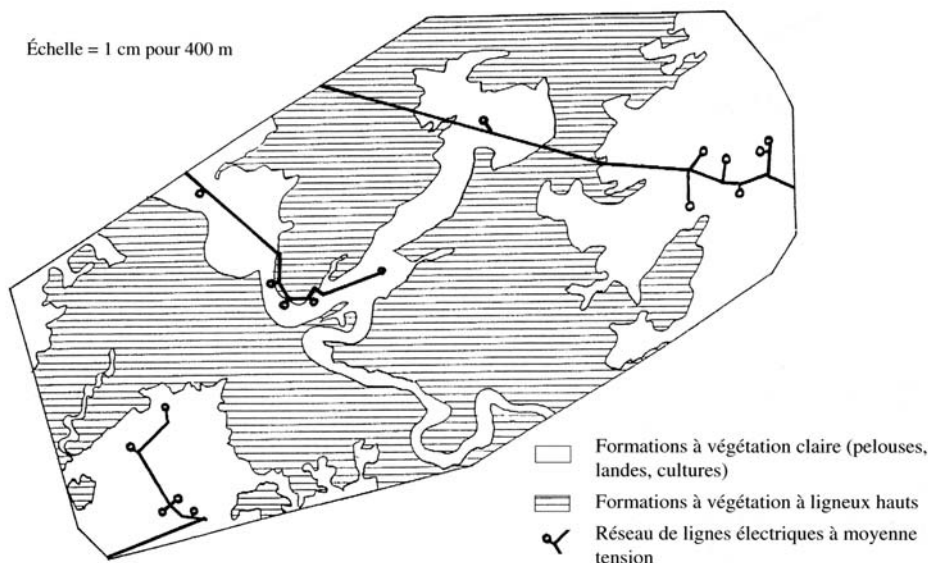 Échelle = 1 cm pour 400 m
Formations à végétation claire (pelouses,
landes, cultures)
Formations à végétation à ligneux hauts
Réseau de lignes électriques à moyenne
tension